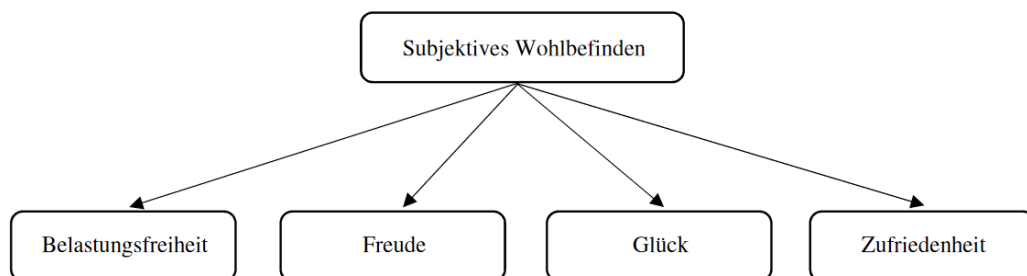 Subjektives Wohlbefinden
Belastungsfreiheit
Freude
Glück
Zufriedenheit